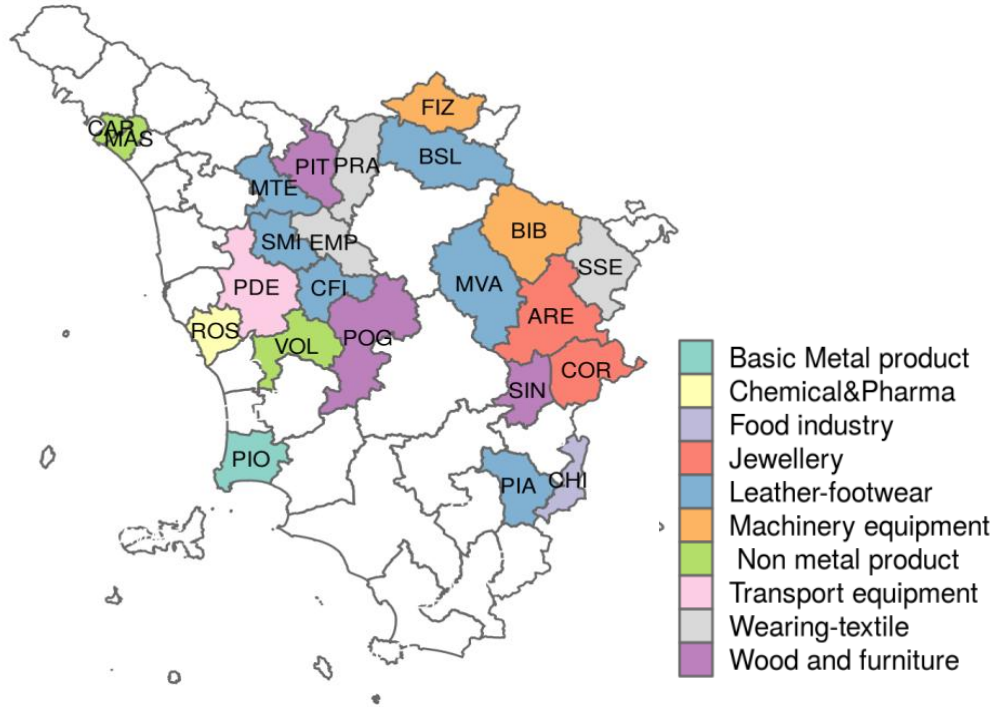 FIZ
CAR
MAS
BSL
PIT
PRA
MTE
BIB
SMI
EMP
SSE
PDE
CFI
MVA
ARE
ROS
VOL
POG
COR
SIN
PIO
PIA
CHI
Basic Metal product
Chemical&Pharma
Food industry
Jewellery
Leather-footwear
Machinery equipment
Non metal product
Transport equipment
Wearing-textile
Wood and furniture